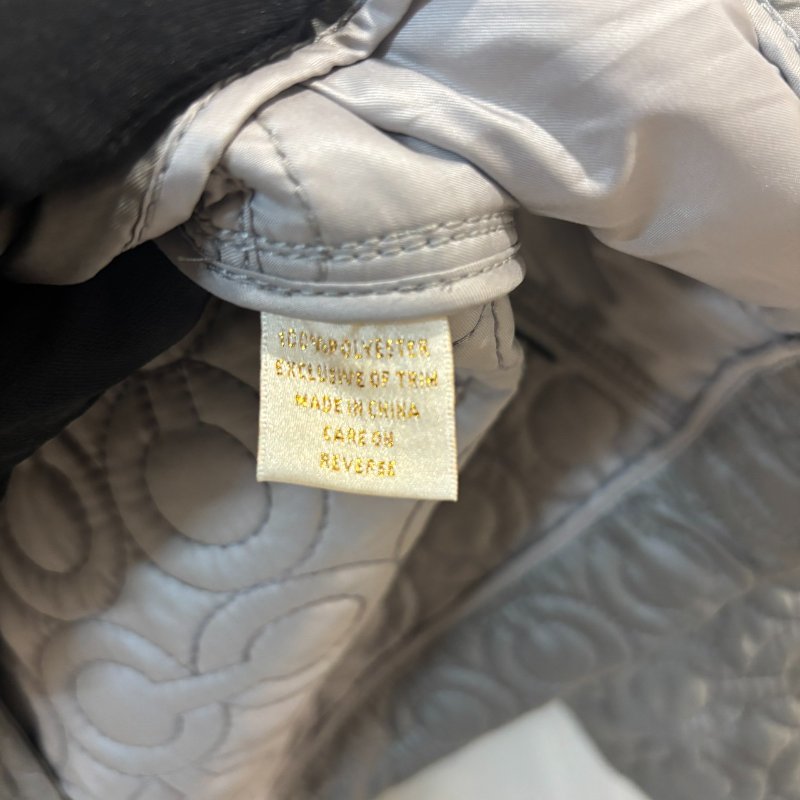 100% POLYESTER
EXCLUSIVE OF TRIM
MADE IN CHINA
CARE ON
REVERSE